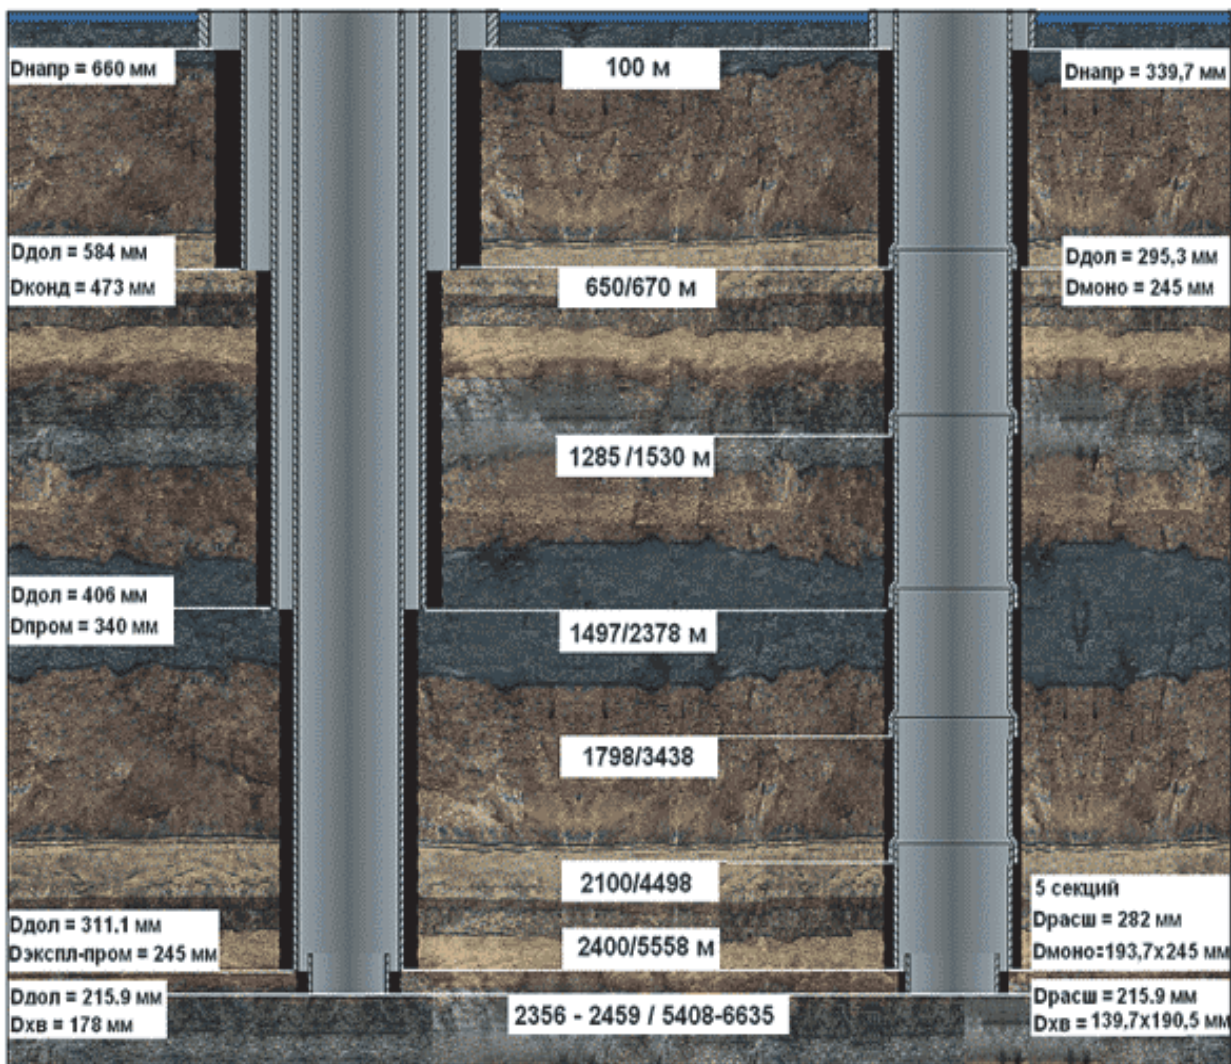 Dнапр = 660 мм
100 м
Dнапр = 339,7 мм
Dдол = 584 мм
Dконд = 473 мм
650/670 м
Dдол = 295,3 мм
Dмоно = 245 мм
1285 /1530 м
Dдол = 406 мм
Dпром = 340 мм
1497/2378 м
1798/3438
2100/4498
Dдол = 311,1 мм
Dэкспл-пром = 245 мм
2400/5558 м
5 секций
Dрасш = 282 мм
Dмоно=193,7х245 мм
Dдол = 215.9 мм
Dхв = 178 мм
2356 - 2459 / 5408-6635
Dрасш = 215.9 мм
Dхв = 139,7х190,5 мм